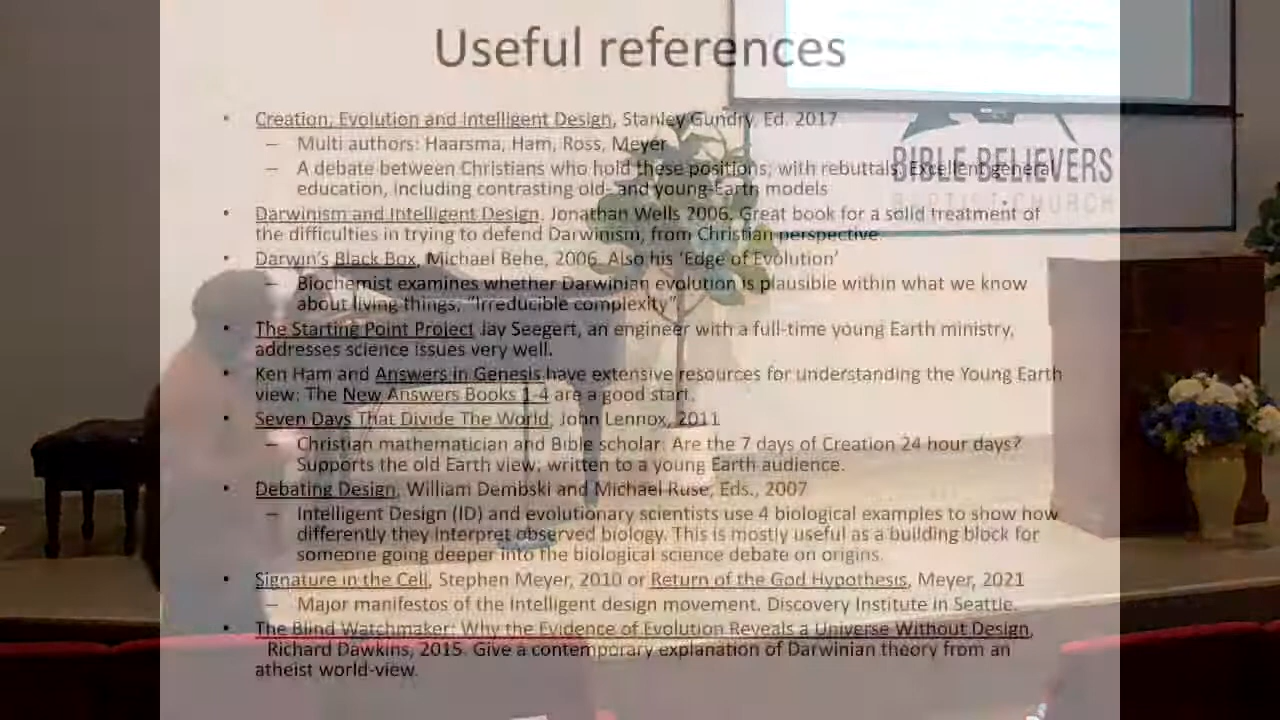 Useful references
• Creation, Evolution and Intelligent Design, Stanley Gundry, Ed. 2017
– Multi authors: Haarsma, Ham, Ross, Meyer
– A debate between Christians who hold these positions; with rebuttals. Excellent general
education, including contrasting old- and young-Earth models
• Darwinism and Intelligent Design. Jonathan Wells 2006. Great book for a solid treatment of
the difficulties in trying to defend Darwinism, from Christian perspective.
• Darwin's Black Box, Michael Behe, 2006. Also his 'Edge of Evolution'
– Biochemist examines whether Darwinian evolution is plausible within what we know
about living things; "Irreducible complexity".
• The Starting Point Project Jay Seegert, an engineer with a full-time young Earth ministry,
addresses science issues very well.
• Ken Ham and Answers in Genesis have extensive resources for understanding the Young Earth
view: The New Answers Books 1-4 are a good start.
• Seven Days That Divide The World, John Lennox, 2011
– Christian mathematician and Bible scholar: Are the 7 days of Creation 24 hour days?
Supports the old Earth view; written to a young Earth audience.
• Debating Design, William Dembski and Michael Ruse, Eds., 2007
– Intelligent Design (ID) and evolutionary scientists use 4 biological examples to show how
differently they interpret observed biology. This is mostly useful as a building block for
someone going deeper into the biological science debate on origins.
• Signature in the Cell, Stephen Meyer, 2010 or Return of the God Hypothesis, Meyer, 2021
– Major manifestos of the Intelligent design movement. Discovery Institute in Seattle.
• The Blind Watchmaker: Why the Evidence of Evolution Reveals a Universe Without Design,
Richard Dawkins, 2015. Give a contemporary explanation of Darwinian theory from an
atheist world-view.
BIBLE BELIEVERS
BAPTIST CHURCH